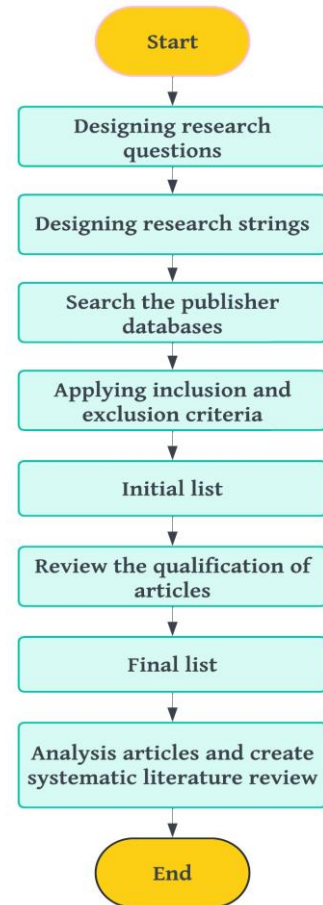 Start
Designing research
questions
Designing research strings
Search the publisher
databases
Applying inclusion and
exclusion criteria
Initial list
Review the qualification of
articles
Final list
Analysis articles and create
systematic literature review
End